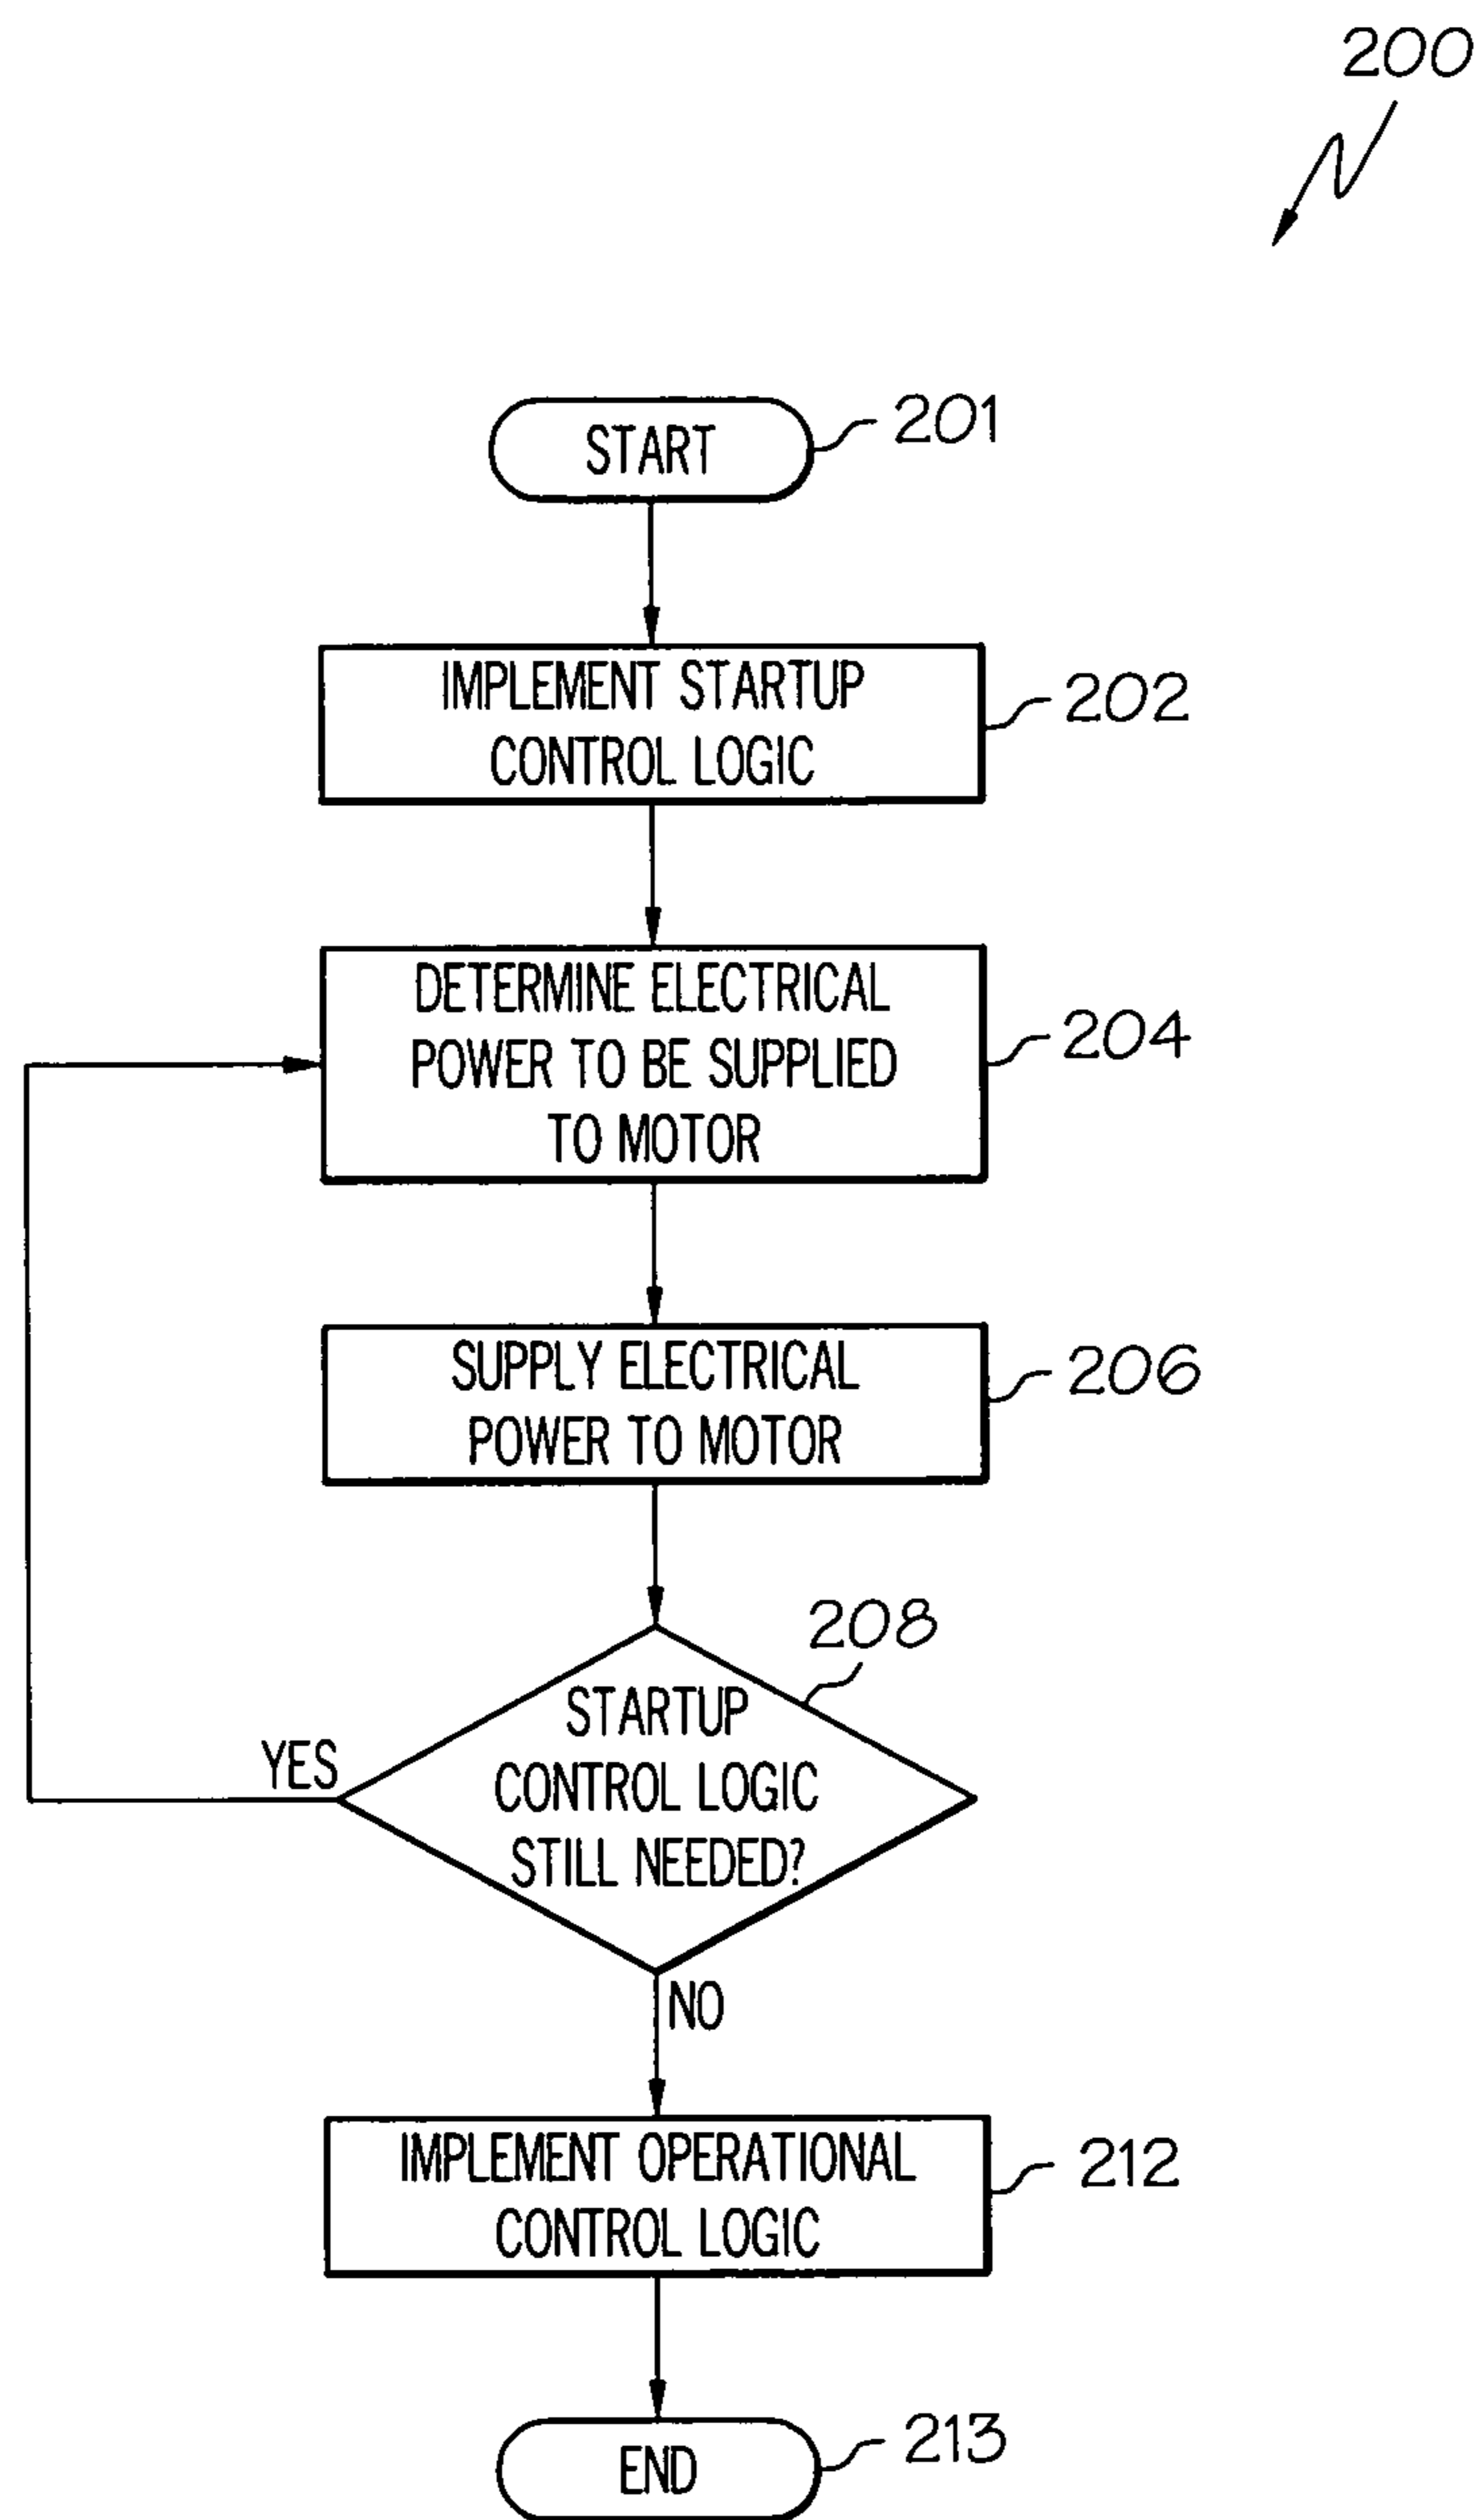 200
START
201
IMPLEMENT STARTUP
CONTROL LOGIC
202
DETERMINE ELECTRICAL
POWER TO BE SUPPLIED
TO MOTOR
204
SUPPLY ELECTRICAL
POWER TO MOTOR
206
208
STARTUP
CONTROL LOGIC
STILL NEEDED?
YES
NO
IMPLEMENT OPERATIONAL
CONTROL LOGIC
212
END
213